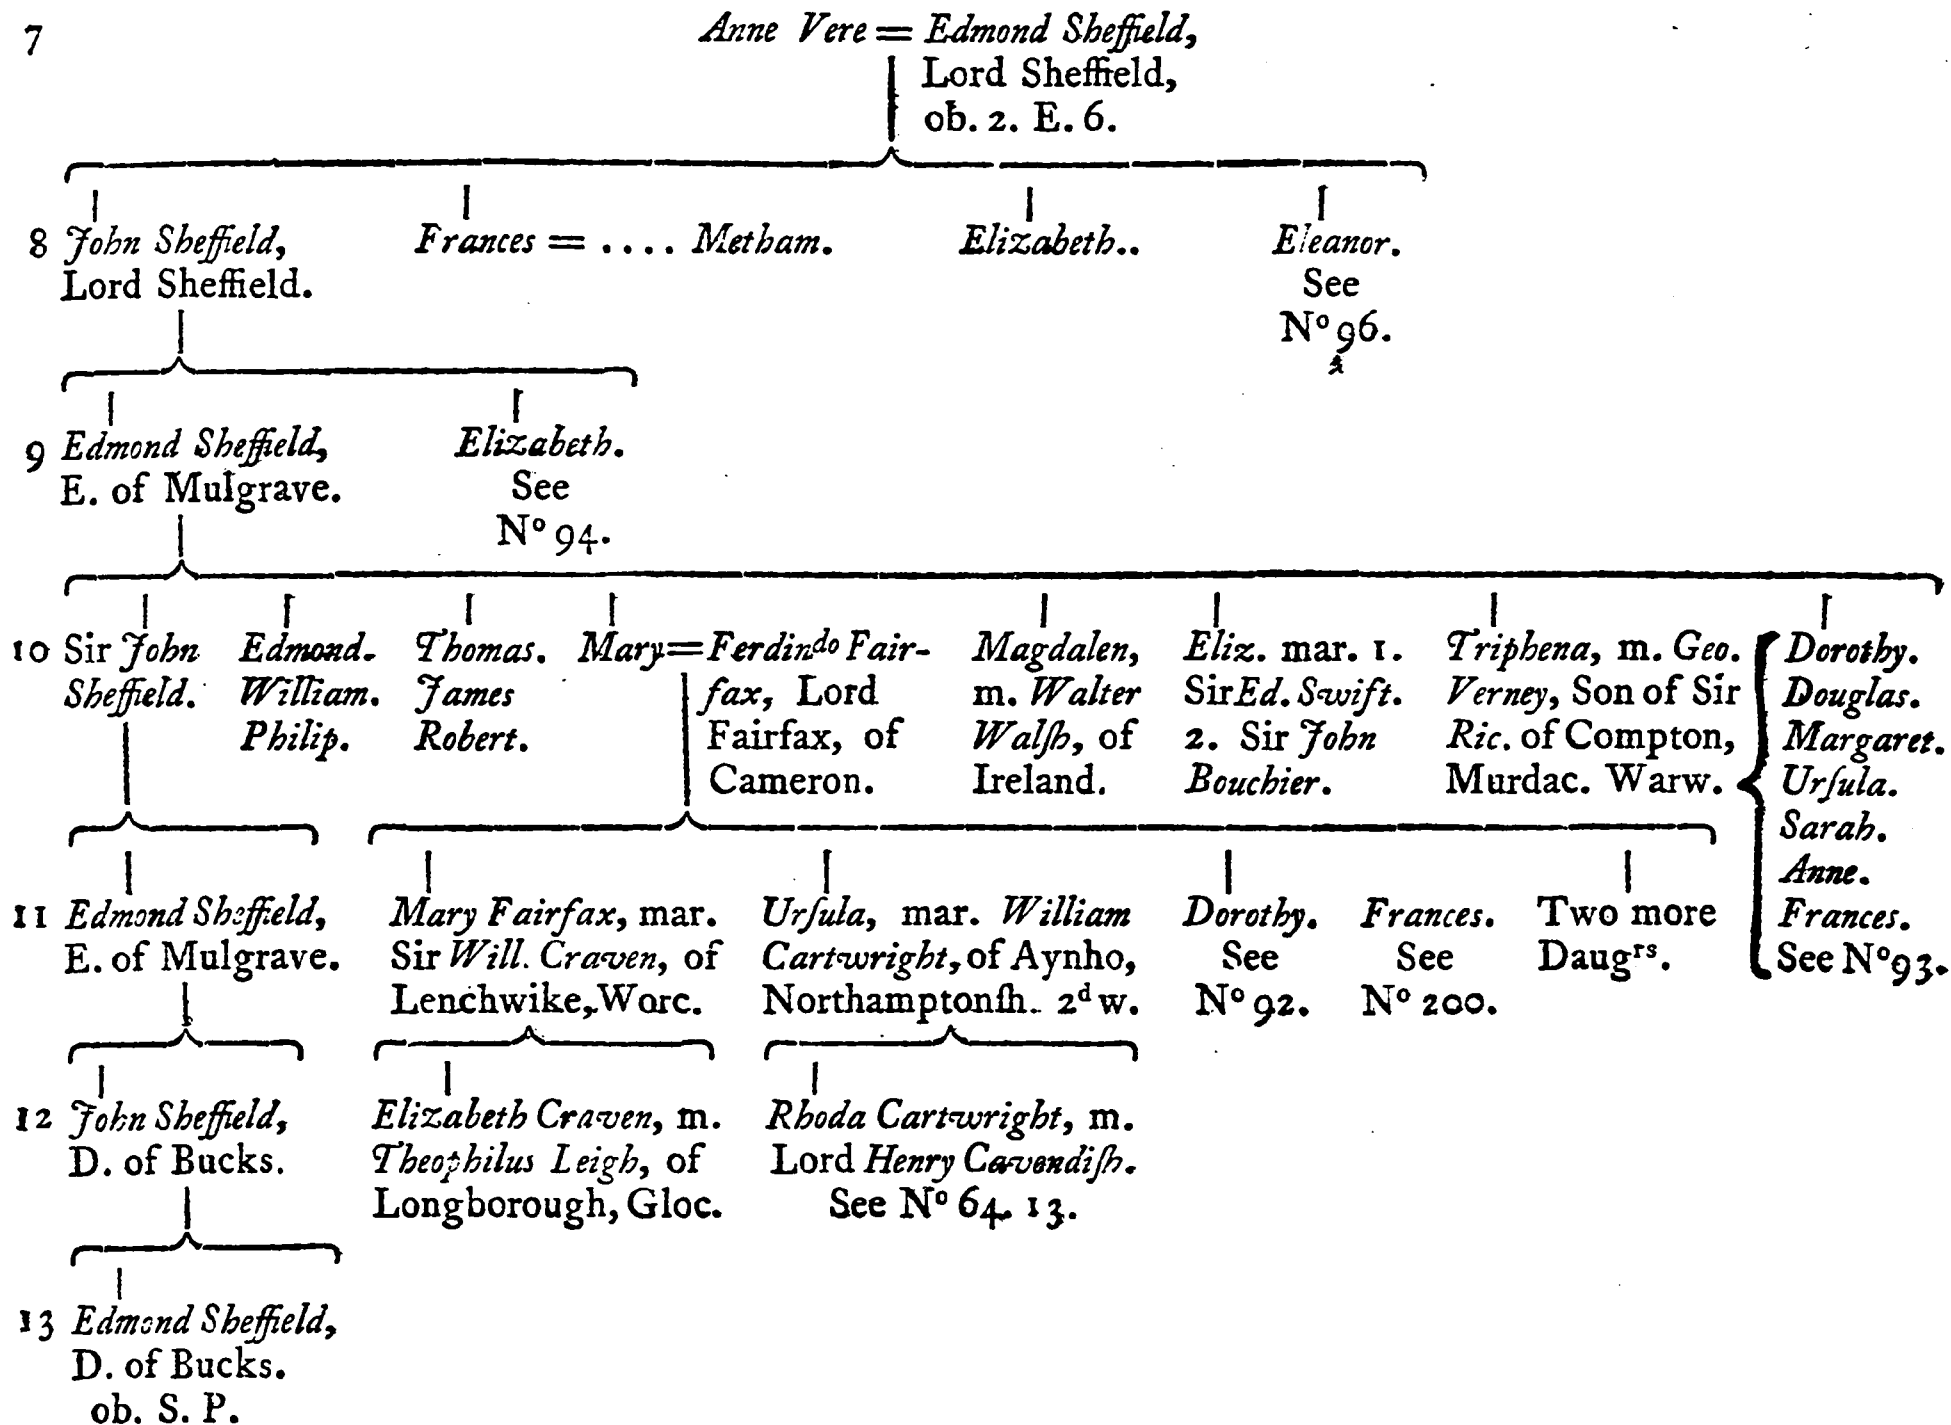 7
Anne Vere = Edmond Sheffield,
Lord Sheffield,
ob. 2. E. 6.
8 John Sheffield,
Lord Sheffield.
Frances = .... Metham.
Elizabeth..
Eleanor.
See
Nº 96.
9 Edmond Sheffield,
E. of Mulgrave.
Elizabeth.
See
Nº 94.
10 Sir John
Sheffield.
Edmond.
William.
Philip.
Thomas.
James
Robert.
Mary = Ferdinᵈᵒ Fair-
fax, Lord
Fairfax, of
Cameron.
Magdalen,
m. Walter
Walſh, of
Ireland.
Eliz. mar. 1.
Sir Ed. Swift.
2. Sir John
Bouchier.
Triphena, m. Geo.
Verney, Son of Sir
Ric. of Compton,
Murdac. Warw.
Dorothy.
Douglas.
Margaret.
Urſula.
Sarah.
Anne.
Frances.
See Nº 93.
11 Edmond Sheffield,
E. of Mulgrave.
Mary Fairfax, mar.
Sir Will. Craven, of
Lenchwike, Worc.
Urſula, mar. William
Cartwright, of Aynho,
Northamptonſh. 2ᵈ w.
Dorothy.
See
Nº 92.
Frances.
See
Nº 200.
Two more
Daugʳˢ.
12 John Sheffield,
D. of Bucks.
Elizabeth Craven, m.
Theophilus Leigh, of
Longborough, Gloc.
Rhoda Cartwright, m.
Lord Henry Cavendiſh.
See Nº 64. 13.
13 Edmond Sheffield,
D. of Bucks.
ob. S. P.